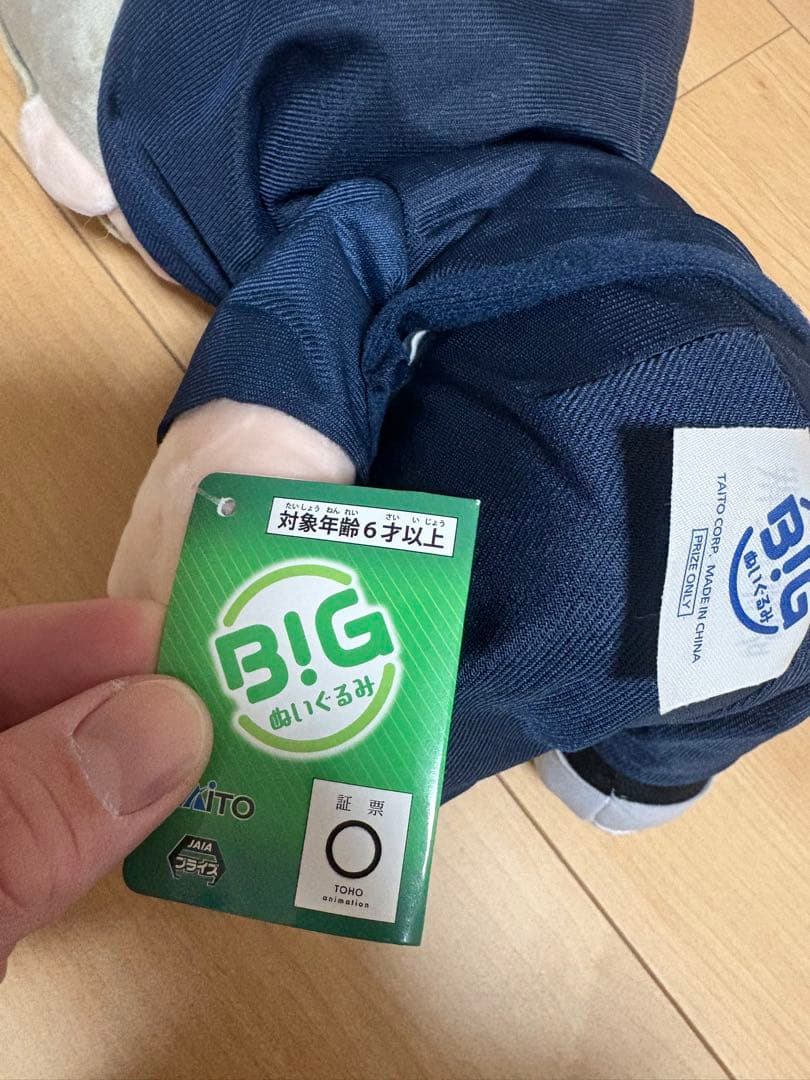 たいしょう ねん れい さい い じょう
対象年齢6才以上
B!G
ぬいぐるみ
TAITO
JAIA
プライズ
証票
TOHO
animation
B!G
ぬいぐるみ
TAITO CORP. MADE IN CHINA
PRIZE ONLY